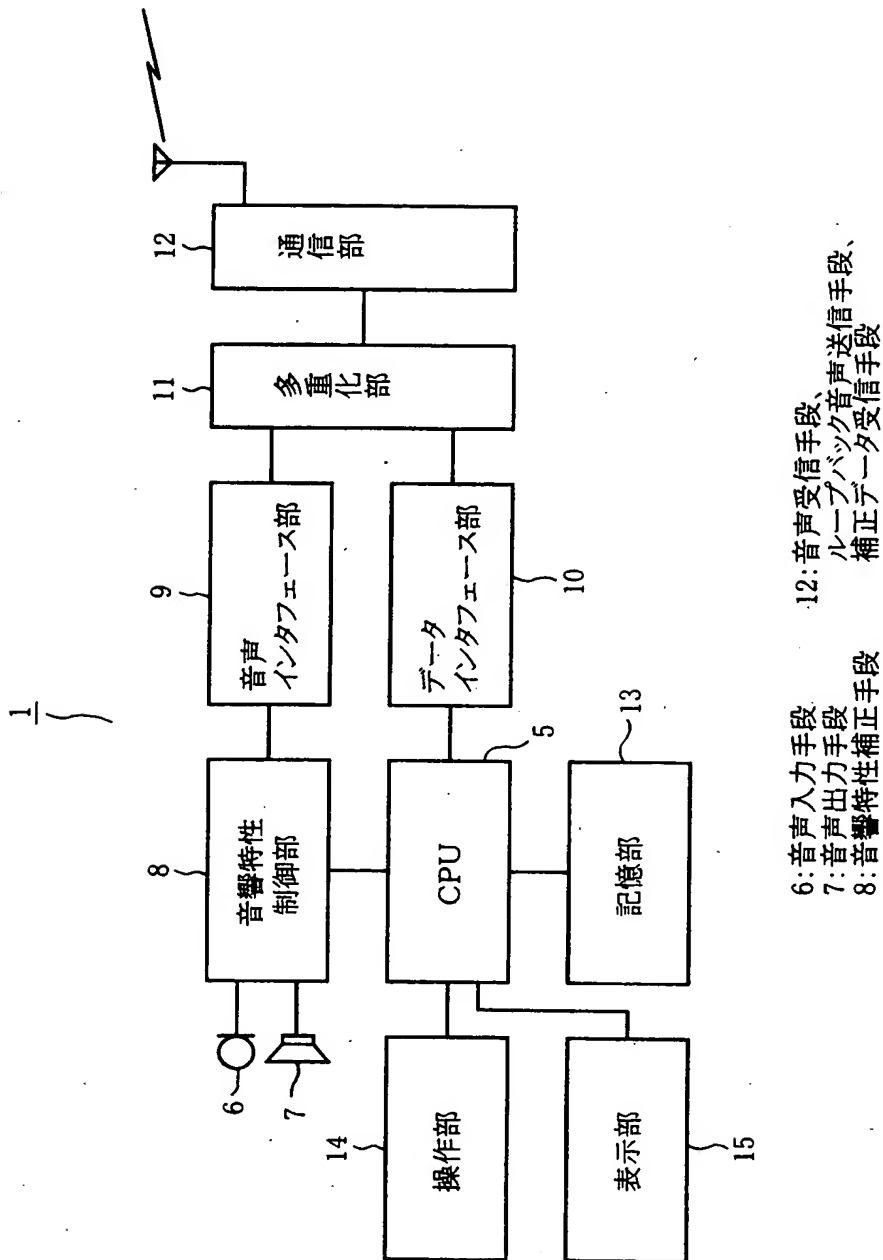 1
6
7
8
音響特性
制御部
9
音声
インタフェース部
11
多重化部
12
通信部
14
操作部
5
CPU
10
データ
インタフェース部
15
表示部
13
記憶部
6:音声入力手段
7:音声出力手段
8:音響特性補正手段
12:音声受信手段、
ループバック音声送信手段、
補正データ受信手段